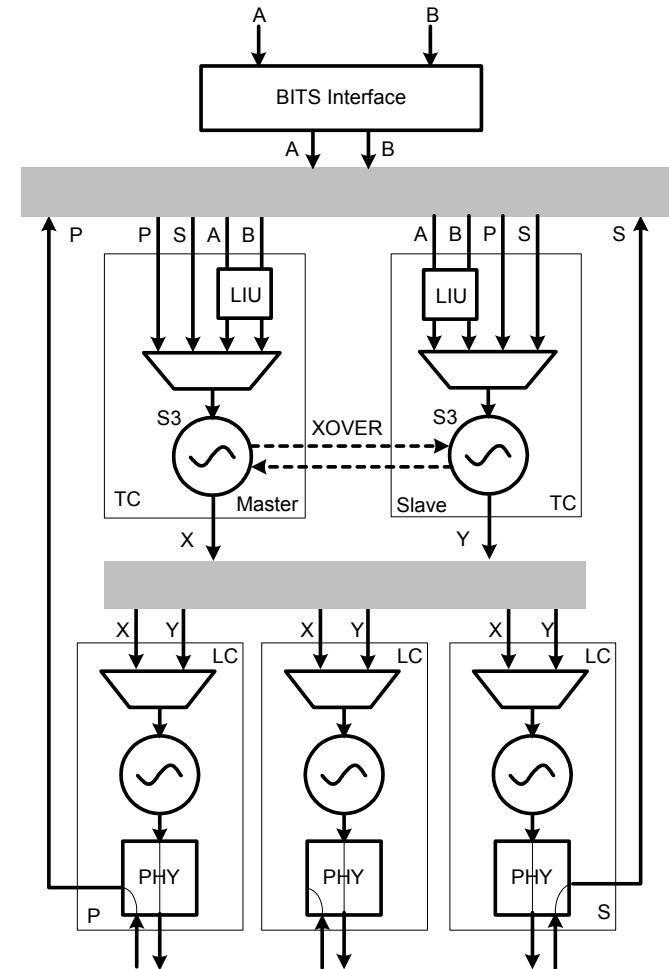 A B
BITS Interface
A B
P P S A B A B P S S
LIU LIU
S3 XOVER S3
TC Master Slave TC
X Y
X Y X Y X Y
LC LC LC
PHY PHY PHY
P S